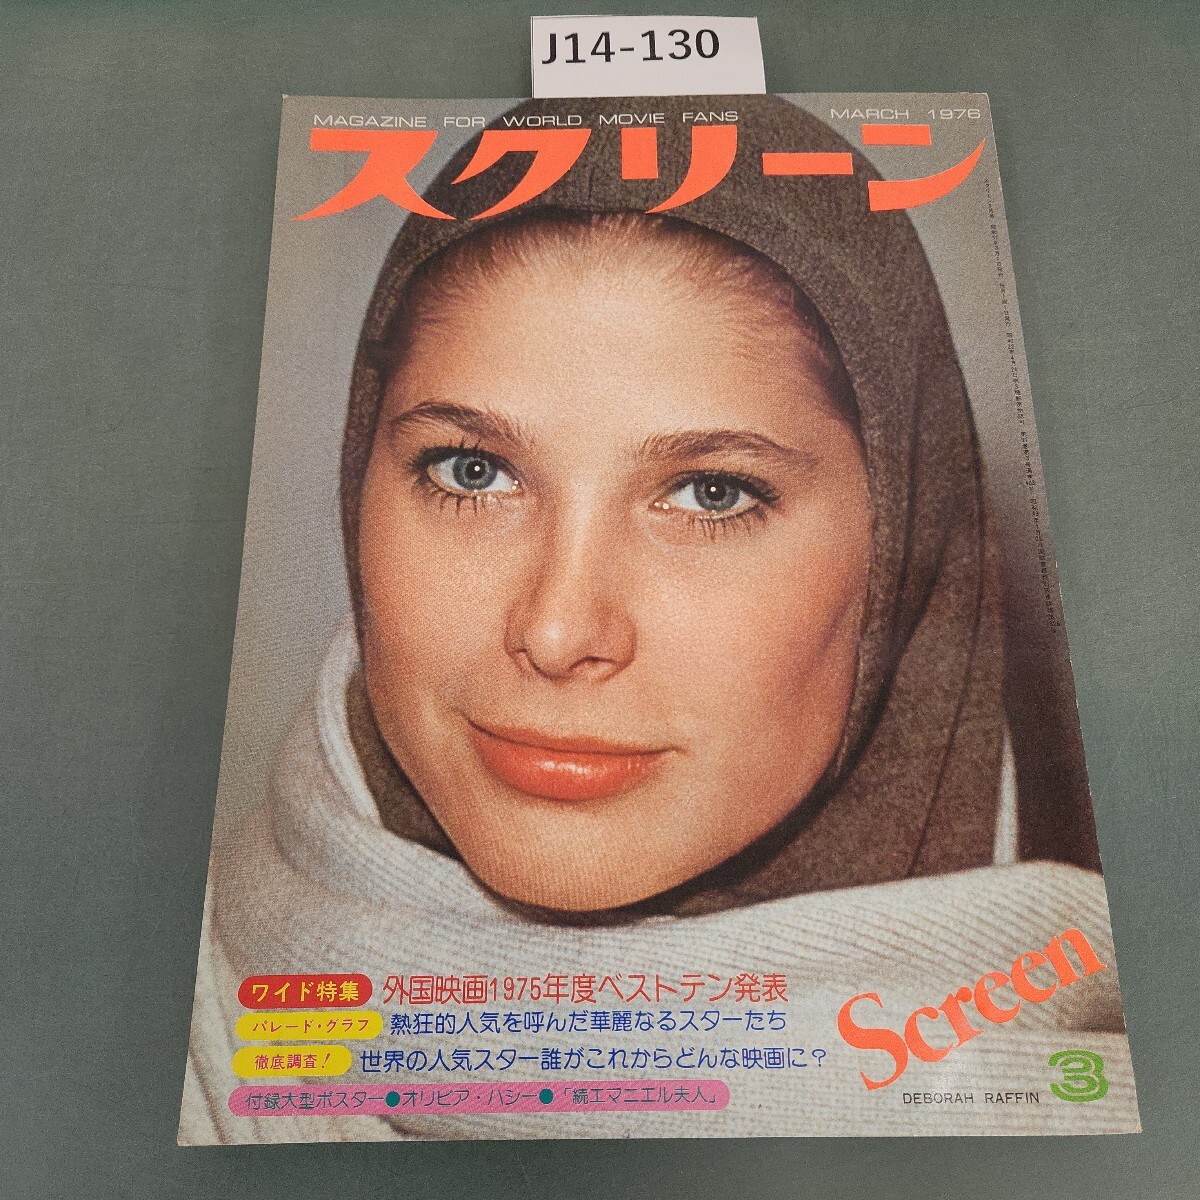 J14-130
MAGAZINE FOR WORLD MOVIE FANS
MARCH 1976
スクリーン
ワイド特集 外国映画1975年度ベストテン発表
パレード・グラフ 熱狂的人気を呼んだ華麗なるスターたち
徹底調査! 世界の人気スター誰がこれからどんな映画に?
付録大型ポスター●オリビア・ハシー●「続エマニエル夫人」
Screen
3
DEBORAH RAFFIN